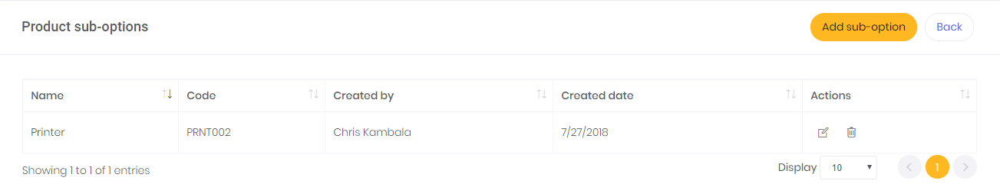 Product sub-options Add sub-option Back
Name Code Created by Created date Actions
Printer PRNT002 Chris Kambala 7/27/2018
Showing 1 to 1 of 1 entries Display 10 1